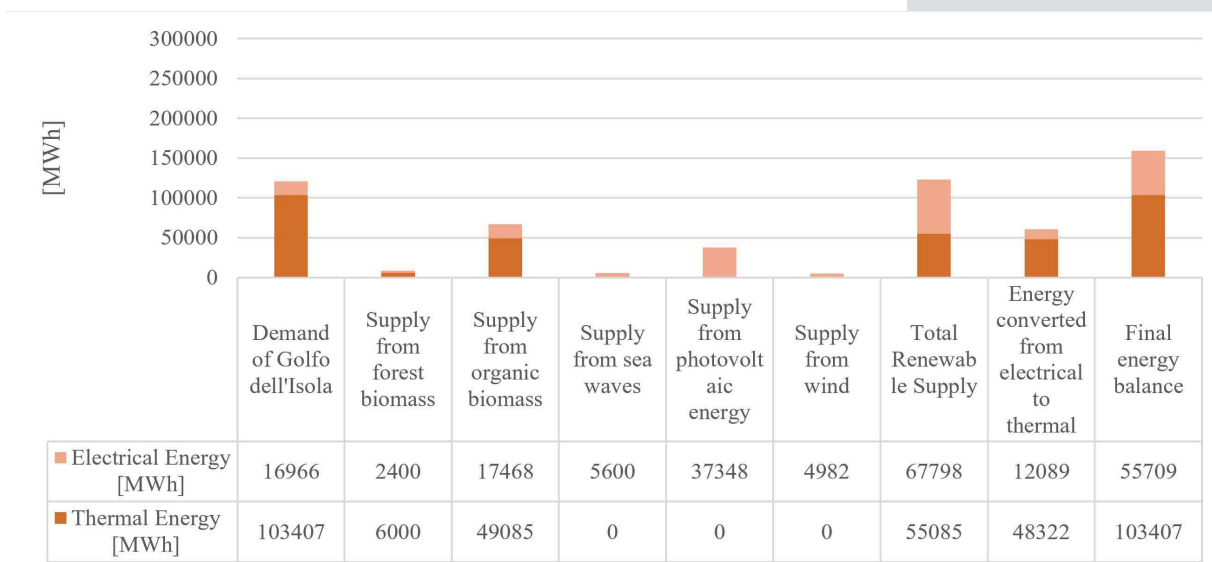 300000
250000
200000
150000
100000
50000
0
[MWh]
Demand
of Golfo
dell'Isola
Supply
from
forest
biomass
Supply
from
organic
biomass
Supply
from sea
waves
Supply
from
photovolt
aic
energy
Supply
from
wind
Total
Renewab
le Supply
Energy
converted
from
electrical
to
thermal
Final
energy
balance
Electrical Energy
[MWh]
16966 2400 17468 5600 37348 4982 67798 12089 55709
Thermal Energy
[MWh]
103407 6000 49085 0 0 0 55085 48322 103407